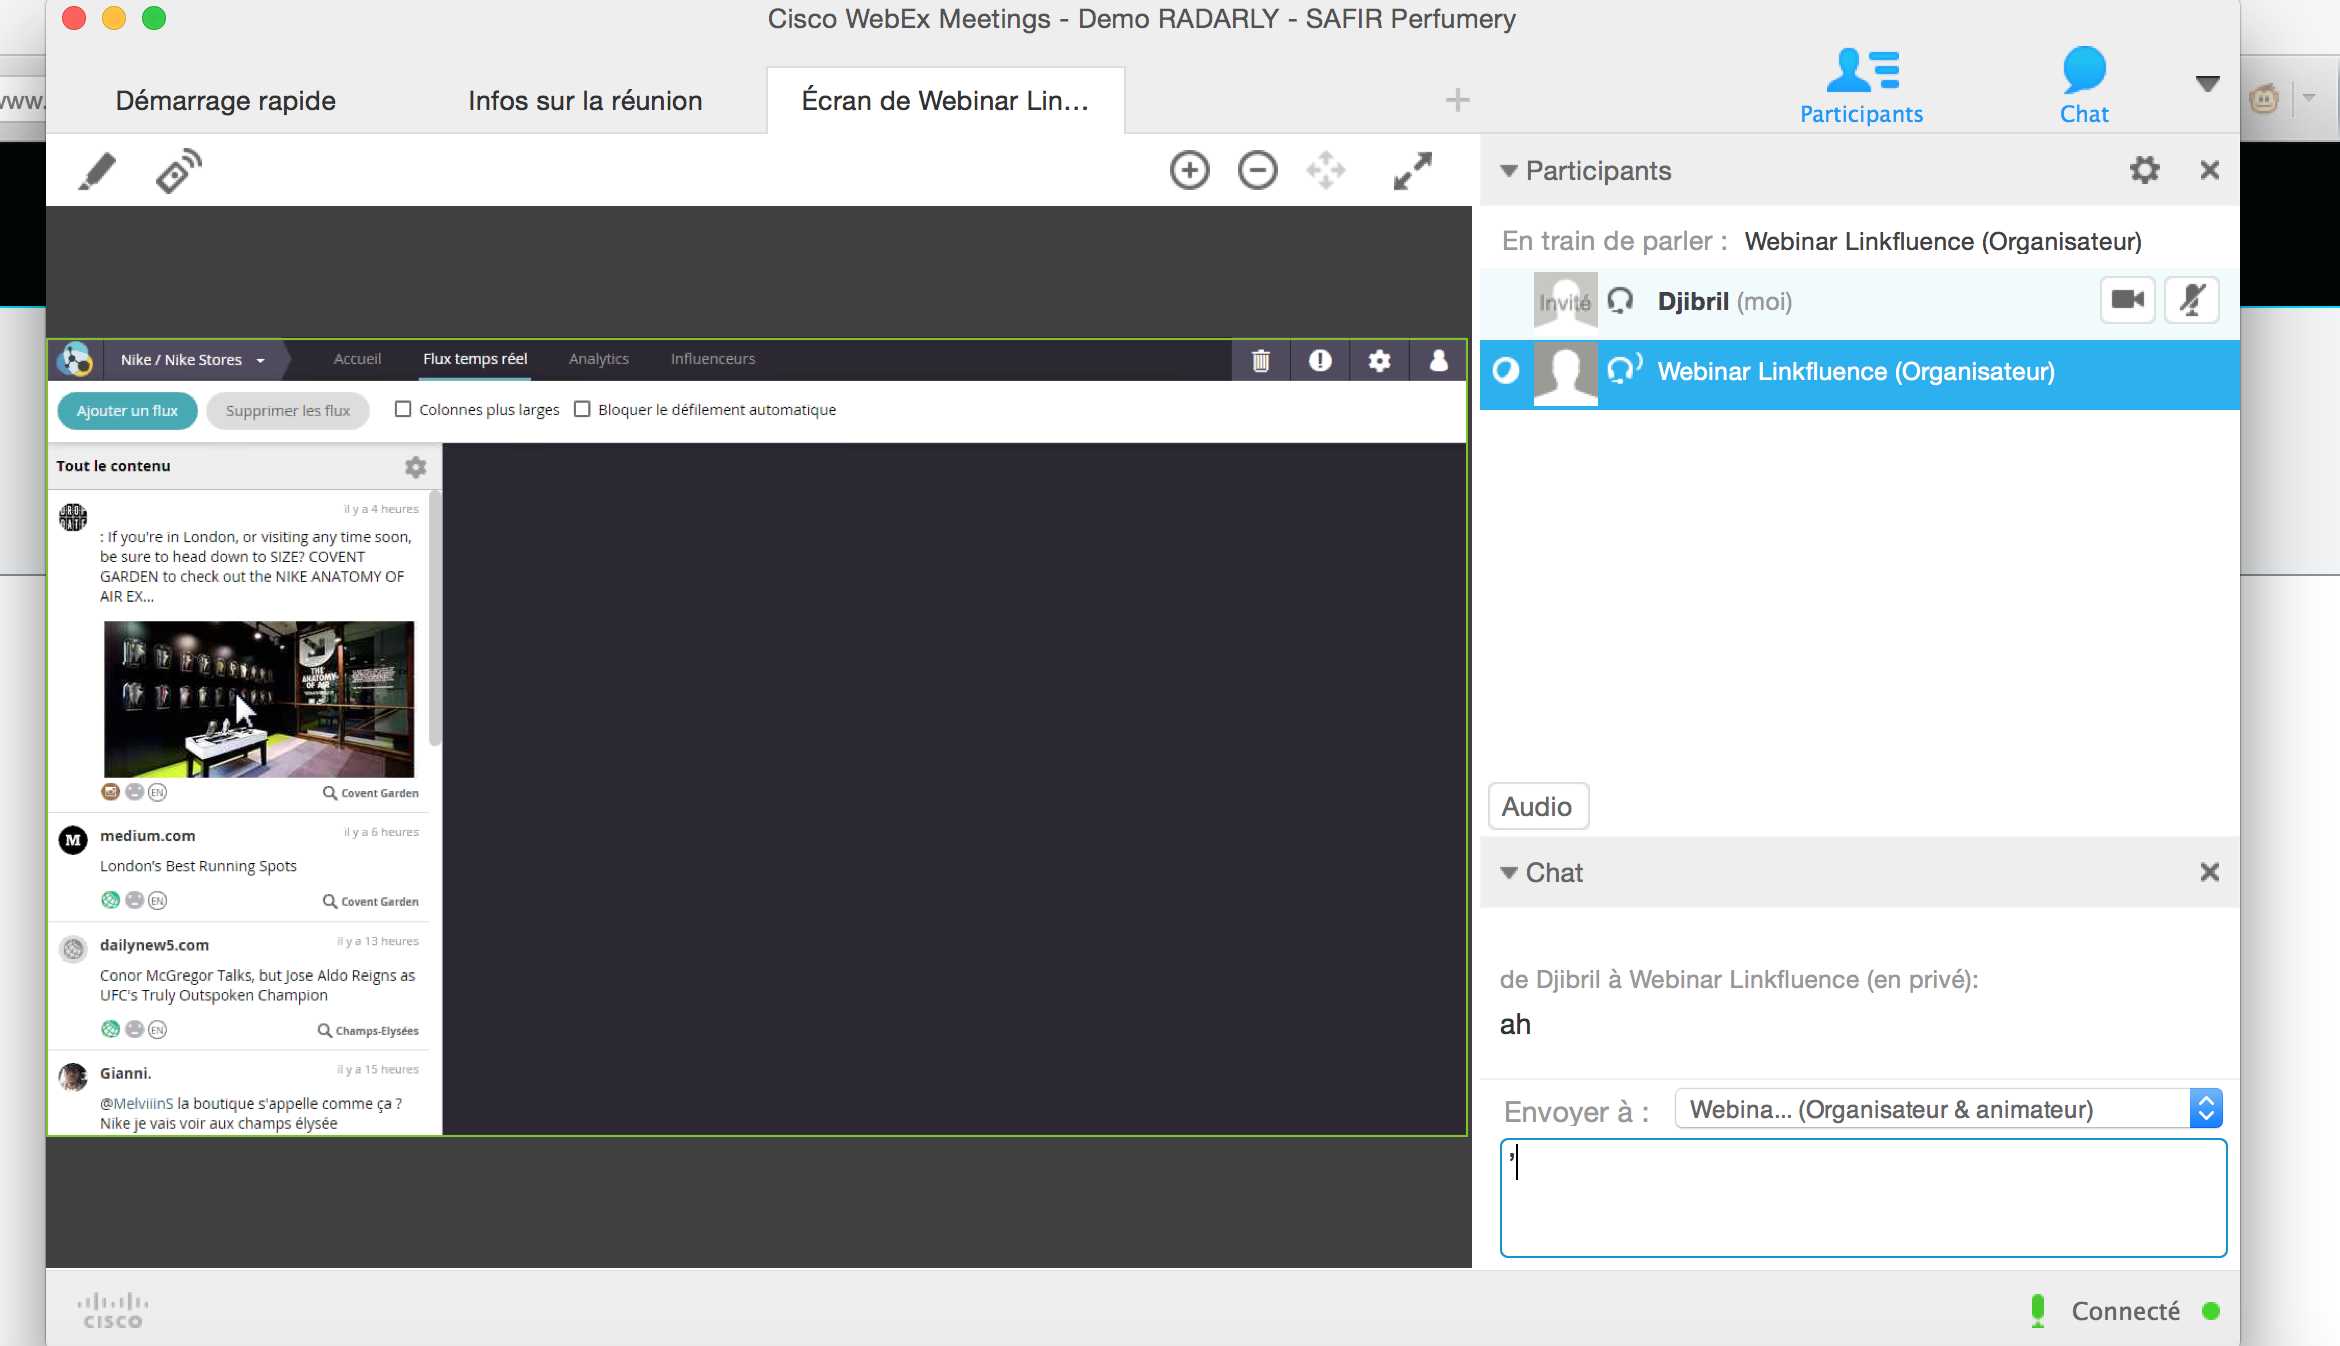 Cisco WebEx Meetings - Demo RADARLY - SAFIR Perfumery
Démarrage rapide
Infos sur la réunion
Écran de Webinar Lin...
+
Participants
Chat
www.
Participants
En train de parler : Webinar Linkfluence (Organisateur)
Invité
Djibril (moi)
Webinar Linkfluence (Organisateur)
Nike / Nike Stores
Accueil
Flux temps réel
Analytics
Influenceurs
Ajouter un flux
Supprimer les flux
Colonnes plus larges
Bloquer le défilement automatique
Tout le contenu
il y a 4 heures
: If you're in London, or visiting any time soon,
be sure to head down to SIZE? COVENT
GARDEN to check out the NIKE ANATOMY OF
AIR EX...
THE
ANATOMY
OF AIR
EN
Covent Garden
M
medium.com
il y a 6 heures
London's Best Running Spots
EN
Covent Garden
dailynew5.com
il y a 13 heures
Conor McGregor Talks, but Jose Aldo Reigns as
UFC's Truly Outspoken Champion
EN
Champs-Elysées
Gianni.
il y a 15 heures
@MelviiinS la boutique s'appelle comme ça ?
Nike je vais voir aux champs élysée
Audio
Chat
de Djibril à Webinar Linkfluence (en privé):
ah
Envoyer à :
Webina... (Organisateur & animateur)
,
CISCO
Connecté